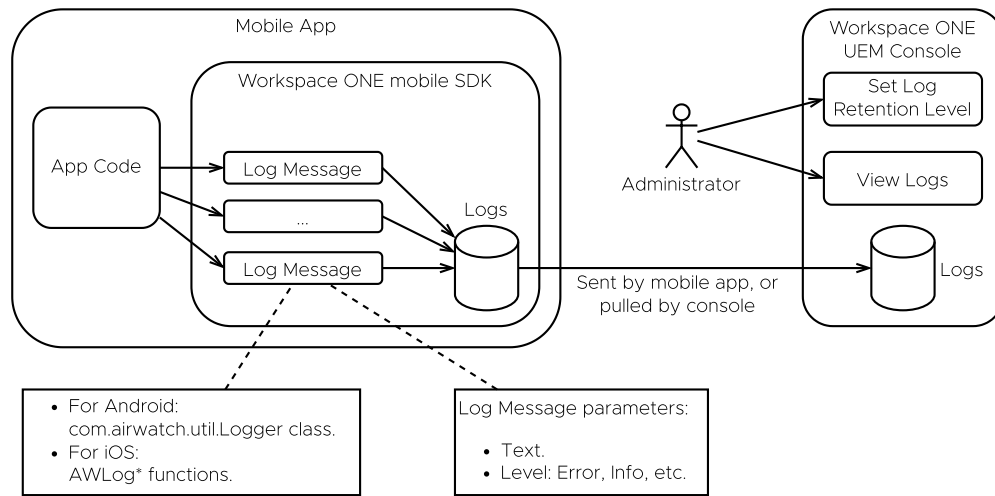 Mobile App
Workspace ONE mobile SDK
App Code
Log Message
...
Log Message
Logs
Administrator
Workspace ONE
UEM Console
Set Log
Retention Level
View Logs
Logs
Sent by mobile app, or
pulled by console
• For Android:
com.airwatch.util.Logger class.
• For iOS:
AWLog* functions.
Log Message parameters:
• Text.
• Level: Error, Info, etc.